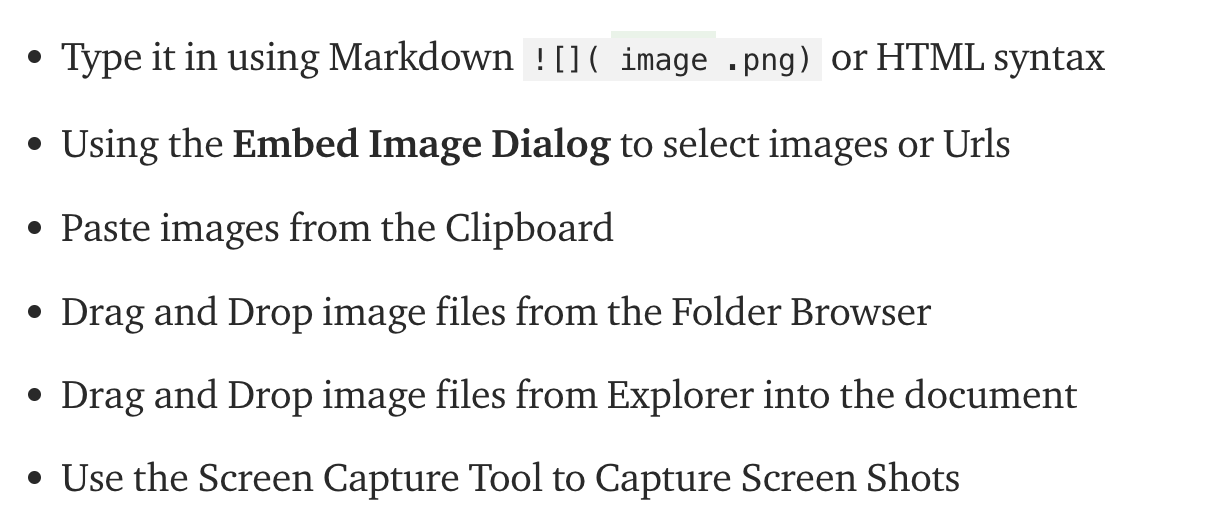 • Type it in using Markdown ![]( image .png) or HTML syntax
• Using the Embed Image Dialog to select images or Urls
• Paste images from the Clipboard
• Drag and Drop image files from the Folder Browser
• Drag and Drop image files from Explorer into the document
• Use the Screen Capture Tool to Capture Screen Shots